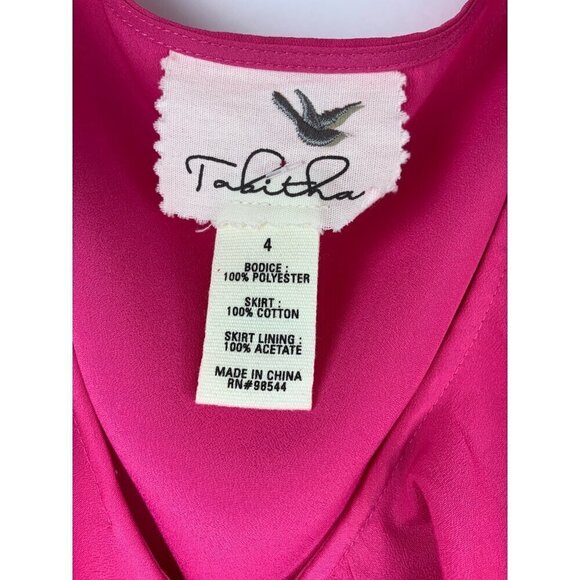 Tabitha
4
BODICE :
100% POLYESTER
SKIRT :
100% COTTON
SKIRT LINING :
100% ACETATE
MADE IN CHINA
RN#98544